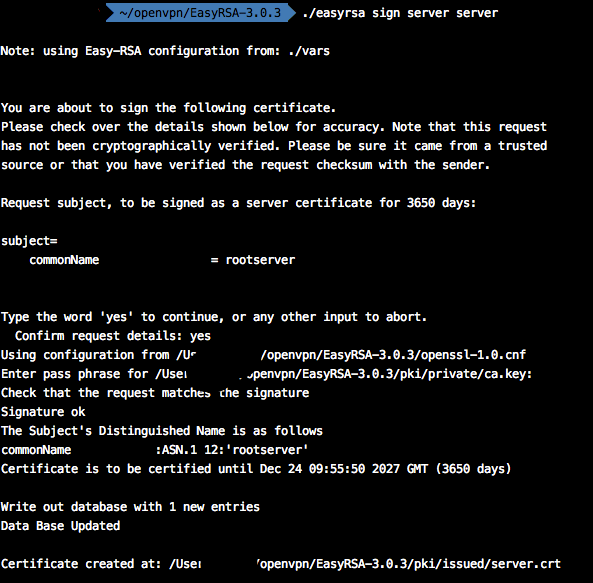 ~/openvpn/EasyRSA-3.0.3 ./easyrsa sign server server
Note: using Easy-RSA configuration from: ./vars
You are about to sign the following certificate.
Please check over the details shown below for accuracy. Note that this request
has not been cryptographically verified. Please be sure it came from a trusted
source or that you have verified the request checksum with the sender.
Request subject, to be signed as a server certificate for 3650 days:
subject=
commonName = rootserver
Type the word 'yes' to continue, or any other input to abort.
Confirm request details: yes
Using configuration from /Us /openvpn/EasyRSA-3.0.3/openssl-1.0.cnf
Enter pass phrase for /User openvpn/EasyRSA-3.0.3/pki/private/ca.key:
Check that the request matches the signature
Signature ok
The Subject's Distinguished Name is as follows
commonName :ASN.1 12:'rootserver'
Certificate is to be certified until Dec 24 09:55:50 2027 GMT (3650 days)
Write out database with 1 new entries
Data Base Updated
Certificate created at: /User /openvpn/EasyRSA-3.0.3/pki/issued/server.crt